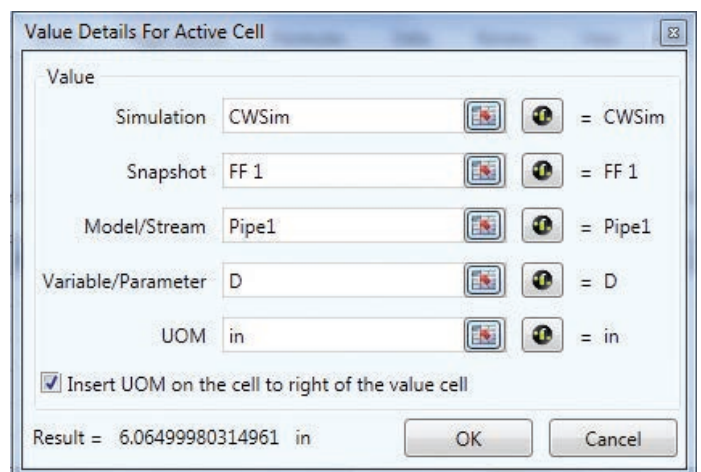 Value Details For Active Cell
Value
Simulation CWSim = CWSim
Snapshot FF 1 = FF 1
Model/Stream Pipe1 = Pipe1
Variable/Parameter D = D
UOM in = in
Insert UOM on the cell to right of the value cell
Result = 6.06499980314961 in OK Cancel